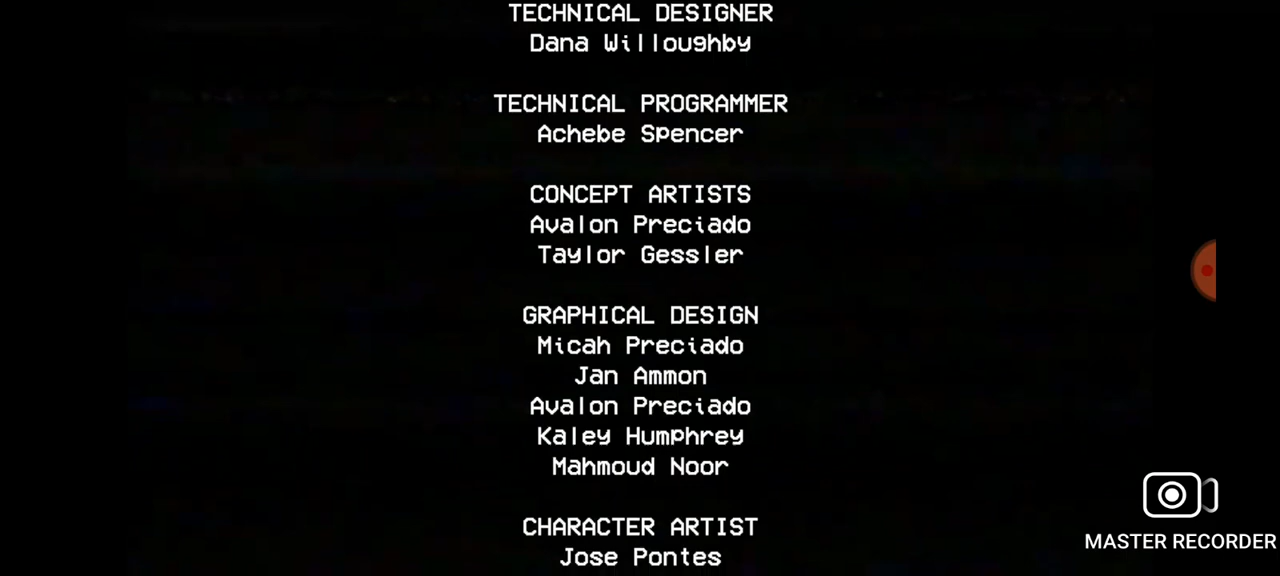 TECHNICAL DESIGNER
Dana Willoughby
TECHNICAL PROGRAMMER
Achebe Spencer
CONCEPT ARTISTS
Avalon Preciado
Taylor Gessler
GRAPHICAL DESIGN
Micah Preciado
Jan Ammon
Avalon Preciado
Kaley Humphrey
Mahmoud Noor
CHARACTER ARTIST
Jose Pontes
MASTER RECORDER